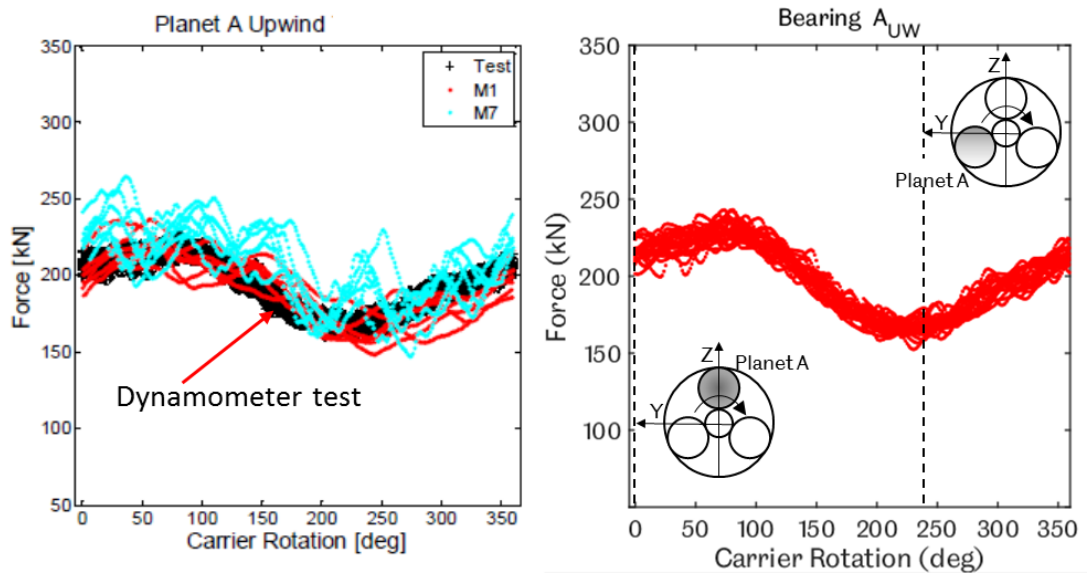 Planet A Upwind
350
300
250
200
150
100
50
Force [kN]
Test
M1
M7
Dynamometer test
0 50 100 150 200 250 300 350
Carrier Rotation [deg]
Bearing A_UW
350
300
250
200
150
100
Force (kN)
Z
Y
Planet A
Z
Planet A
Y
0 50 100 150 200 250 300 350
Carrier Rotation (deg)